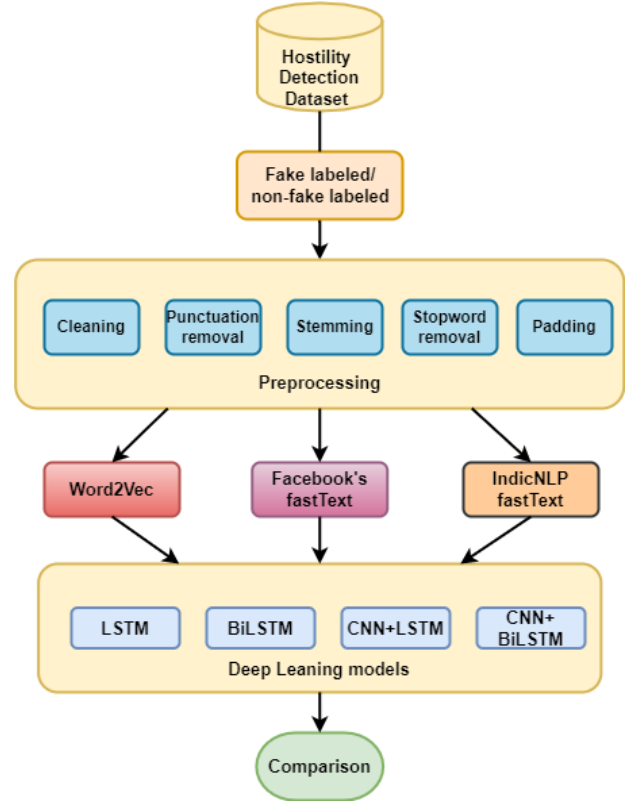 Hostility
Detection
Dataset
Fake labeled/
non-fake labeled
Cleaning
Punctuation
removal
Stemming
Stopword
removal
Padding
Preprocessing
Word2Vec
Facebook's
fastText
IndicNLP
fastText
LSTM
BiLSTM
CNN+LSTM
CNN+
BiLSTM
Deep Leaning models
Comparison